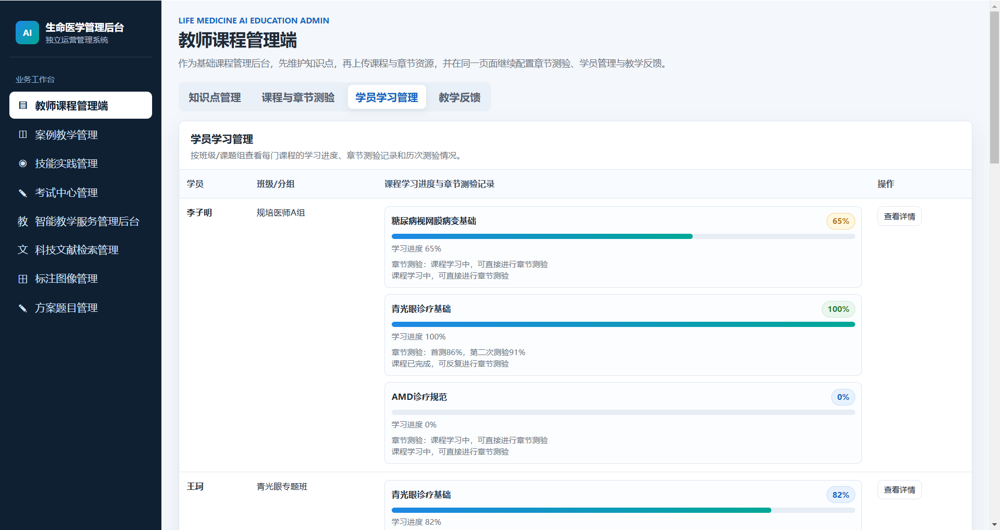 AI
生命医学管理后台
独立运营管理系统
业务工作台
教师课程管理端
案例教学管理
技能实践管理
考试中心管理
教 智能教学服务管理后台
文 科技文献检索管理
标注图像管理
方案题目管理
LIFE MEDICINE AI EDUCATION ADMIN
教师课程管理端
作为基础课程管理后台，先维护知识点，再上传课程与章节资源，并在同一页面继续配置章节测验、学员管理与教学反馈。
知识点管理 课程与章节测验 学员学习管理 教学反馈
学员学习管理
按班级/课题组查看每门课程的学习进度、章节测验记录和历次测验情况。
学员 班级/分组 课程学习进度与章节测验记录 操作
李子明 规培医师A组
糖尿病视网膜病变基础 65%
查看详情
学习进度 65%
章节测验：课程学习中，可直接进行章节测验
课程学习中，可直接进行章节测验
青光眼诊疗基础 100%
学习进度 100%
章节测验：首测86%，第二次测验91%
课程已完成，可反复进行章节测验
AMD诊疗规范 0%
学习进度 0%
章节测验：课程学习中，可直接进行章节测验
课程学习中，可直接进行章节测验
王珂 青光眼专题班
青光眼诊疗基础 82%
查看详情
学习进度 82%